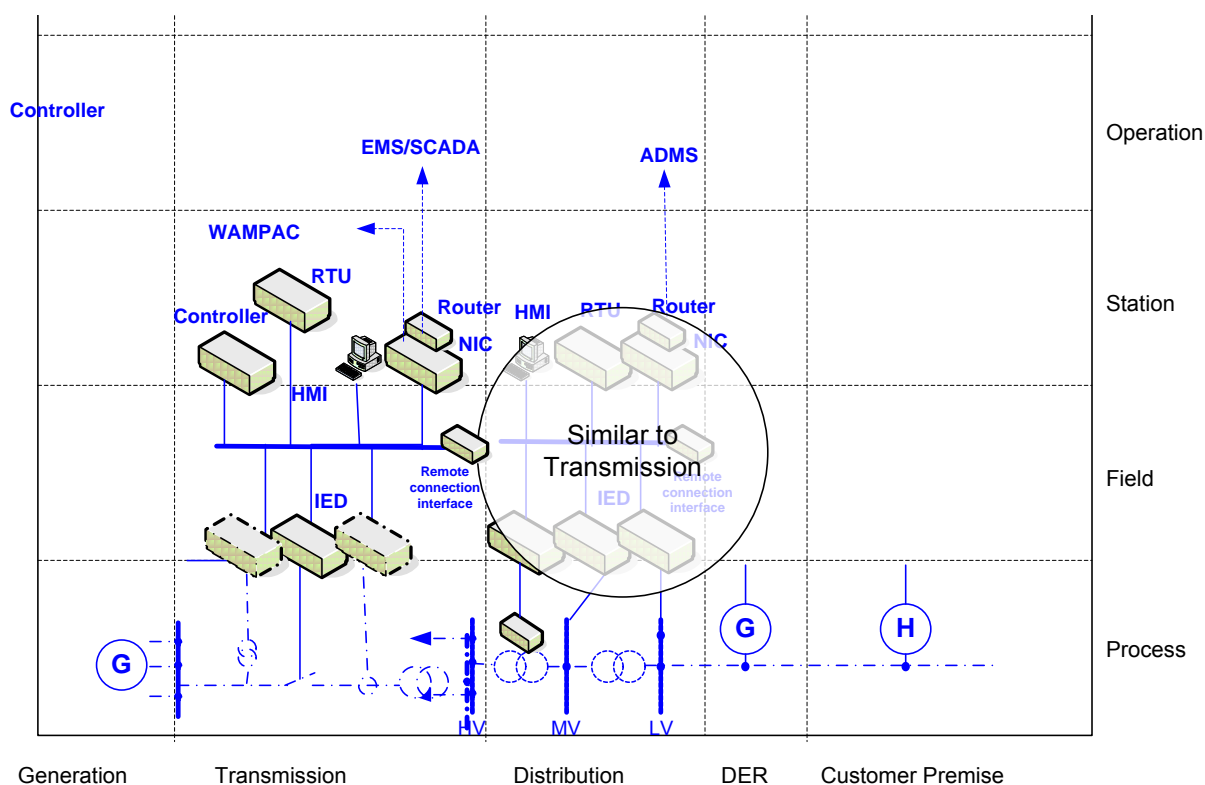 Controller
Operation
EMS/SCADA
ADMS
WAMPAC
RTU
Controller
Router
HMI
RTU
Router
Station
NIC
NIC
HMI
Similar to
Transmission
Remote
connection
interface
Remote
connection
interface
Field
IED
IED
G
G
H
Process
HV
MV
LV
Generation
Transmission
Distribution
DER
Customer Premise